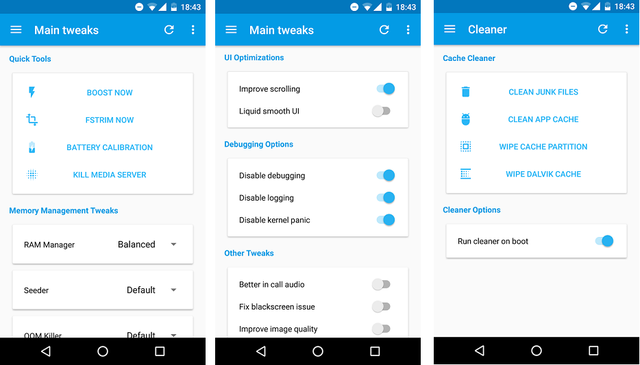 18:43
Main tweaks
Quick Tools
BOOST NOW
FSTRIM NOW
BATTERY CALIBRATION
KILL MEDIA SERVER
Memory Management Tweaks
RAM Manager Balanced
Seeder Default
OOM Killer Default
18:43
Main tweaks
UI Optimizations
Improve scrolling
Liquid smooth UI
Debugging Options
Disable debugging
Disable logging
Disable kernel panic
Other Tweaks
Better in call audio
Fix blackscreen issue
Improve image quality
18:43
Cleaner
Cache Cleaner
CLEAN JUNK FILES
CLEAN APP CACHE
WIPE CACHE PARTITION
WIPE DALVIK CACHE
Cleaner Options
Run cleaner on boot